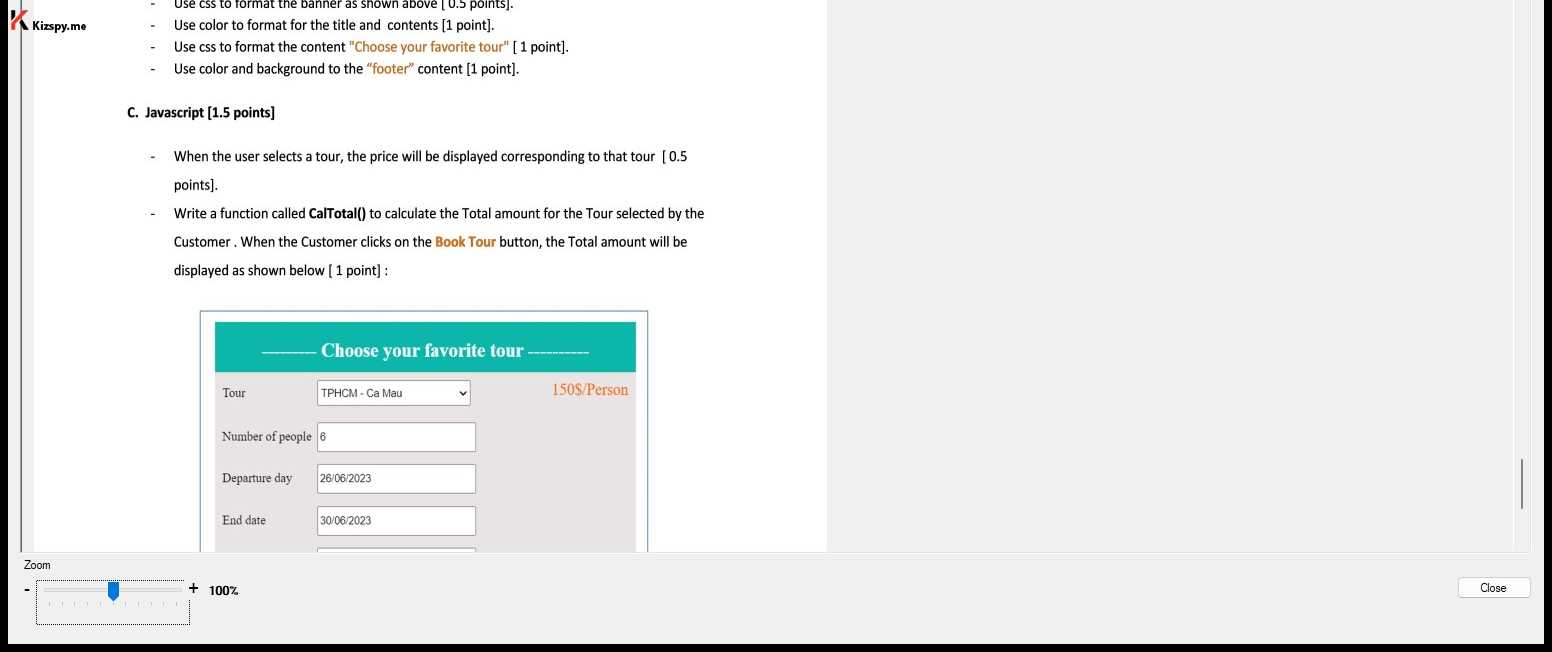 - Use css to format the banner as shown above [ 0.5 points].
Kizspy.me
- Use color to format for the title and contents [1 point].
- Use css to format the content "Choose your favorite tour" [ 1 point].
- Use color and background to the “footer” content [1 point].
C. Javascript [1.5 points]
- When the user selects a tour, the price will be displayed corresponding to that tour [ 0.5
points].
- Write a function called CalTotal() to calculate the Total amount for the Tour selected by the
Customer . When the Customer clicks on the Book Tour button, the Total amount will be
displayed as shown below [ 1 point] :
--------- Choose your favorite tour ----------
Tour TPHCM - Ca Mau 150$/Person
Number of people 6
Departure day 26/06/2023
End date 30/06/2023
Zoom
- + 100%
Close